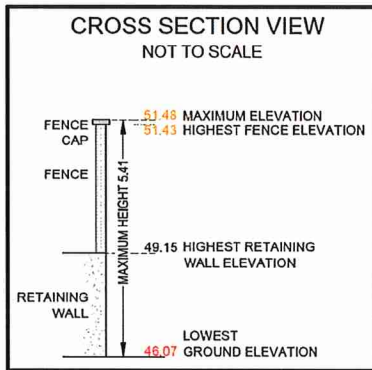 CROSS SECTION VIEW
NOT TO SCALE
51.48 MAXIMUM ELEVATION
51.43 HIGHEST FENCE ELEVATION
FENCE
CAP
FENCE
MAXIMUM HEIGHT 5.41
49.15 HIGHEST RETAINING
WALL ELEVATION
RETAINING
WALL
LOWEST
46.07 GROUND ELEVATION